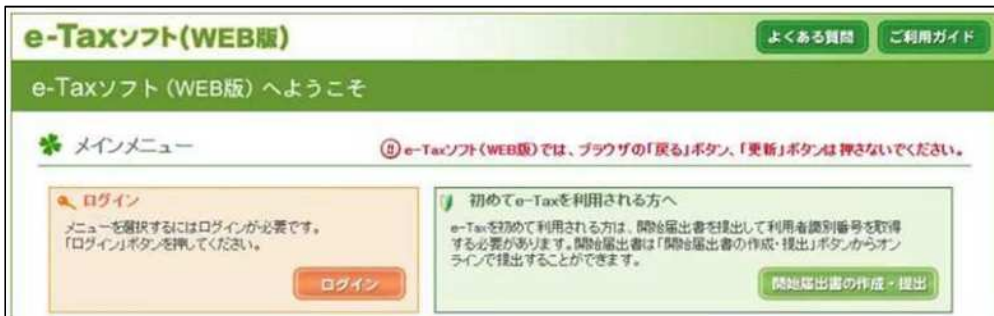 e-Taxソフト(WEB版)
よくある質問
ご利用ガイド
e-Taxソフト(WEB版)へようこそ
メインメニュー
e-Taxソフト(WEB版)では、ブラウザの「戻る」ボタン、「更新」ボタンは押さないでください。
ログイン
メニューを選択するにはログインが必要です。
「ログイン」ボタンを押してください。
ログイン
初めてe-Taxを利用される方へ
e-Taxを初めて利用される方は、開始届出書を提出して利用者識別番号を取得
する必要があります。開始届出書は「開始届出書の作成・提出」ボタンからオン
ラインで提出することができます。
開始届出書の作成・提出